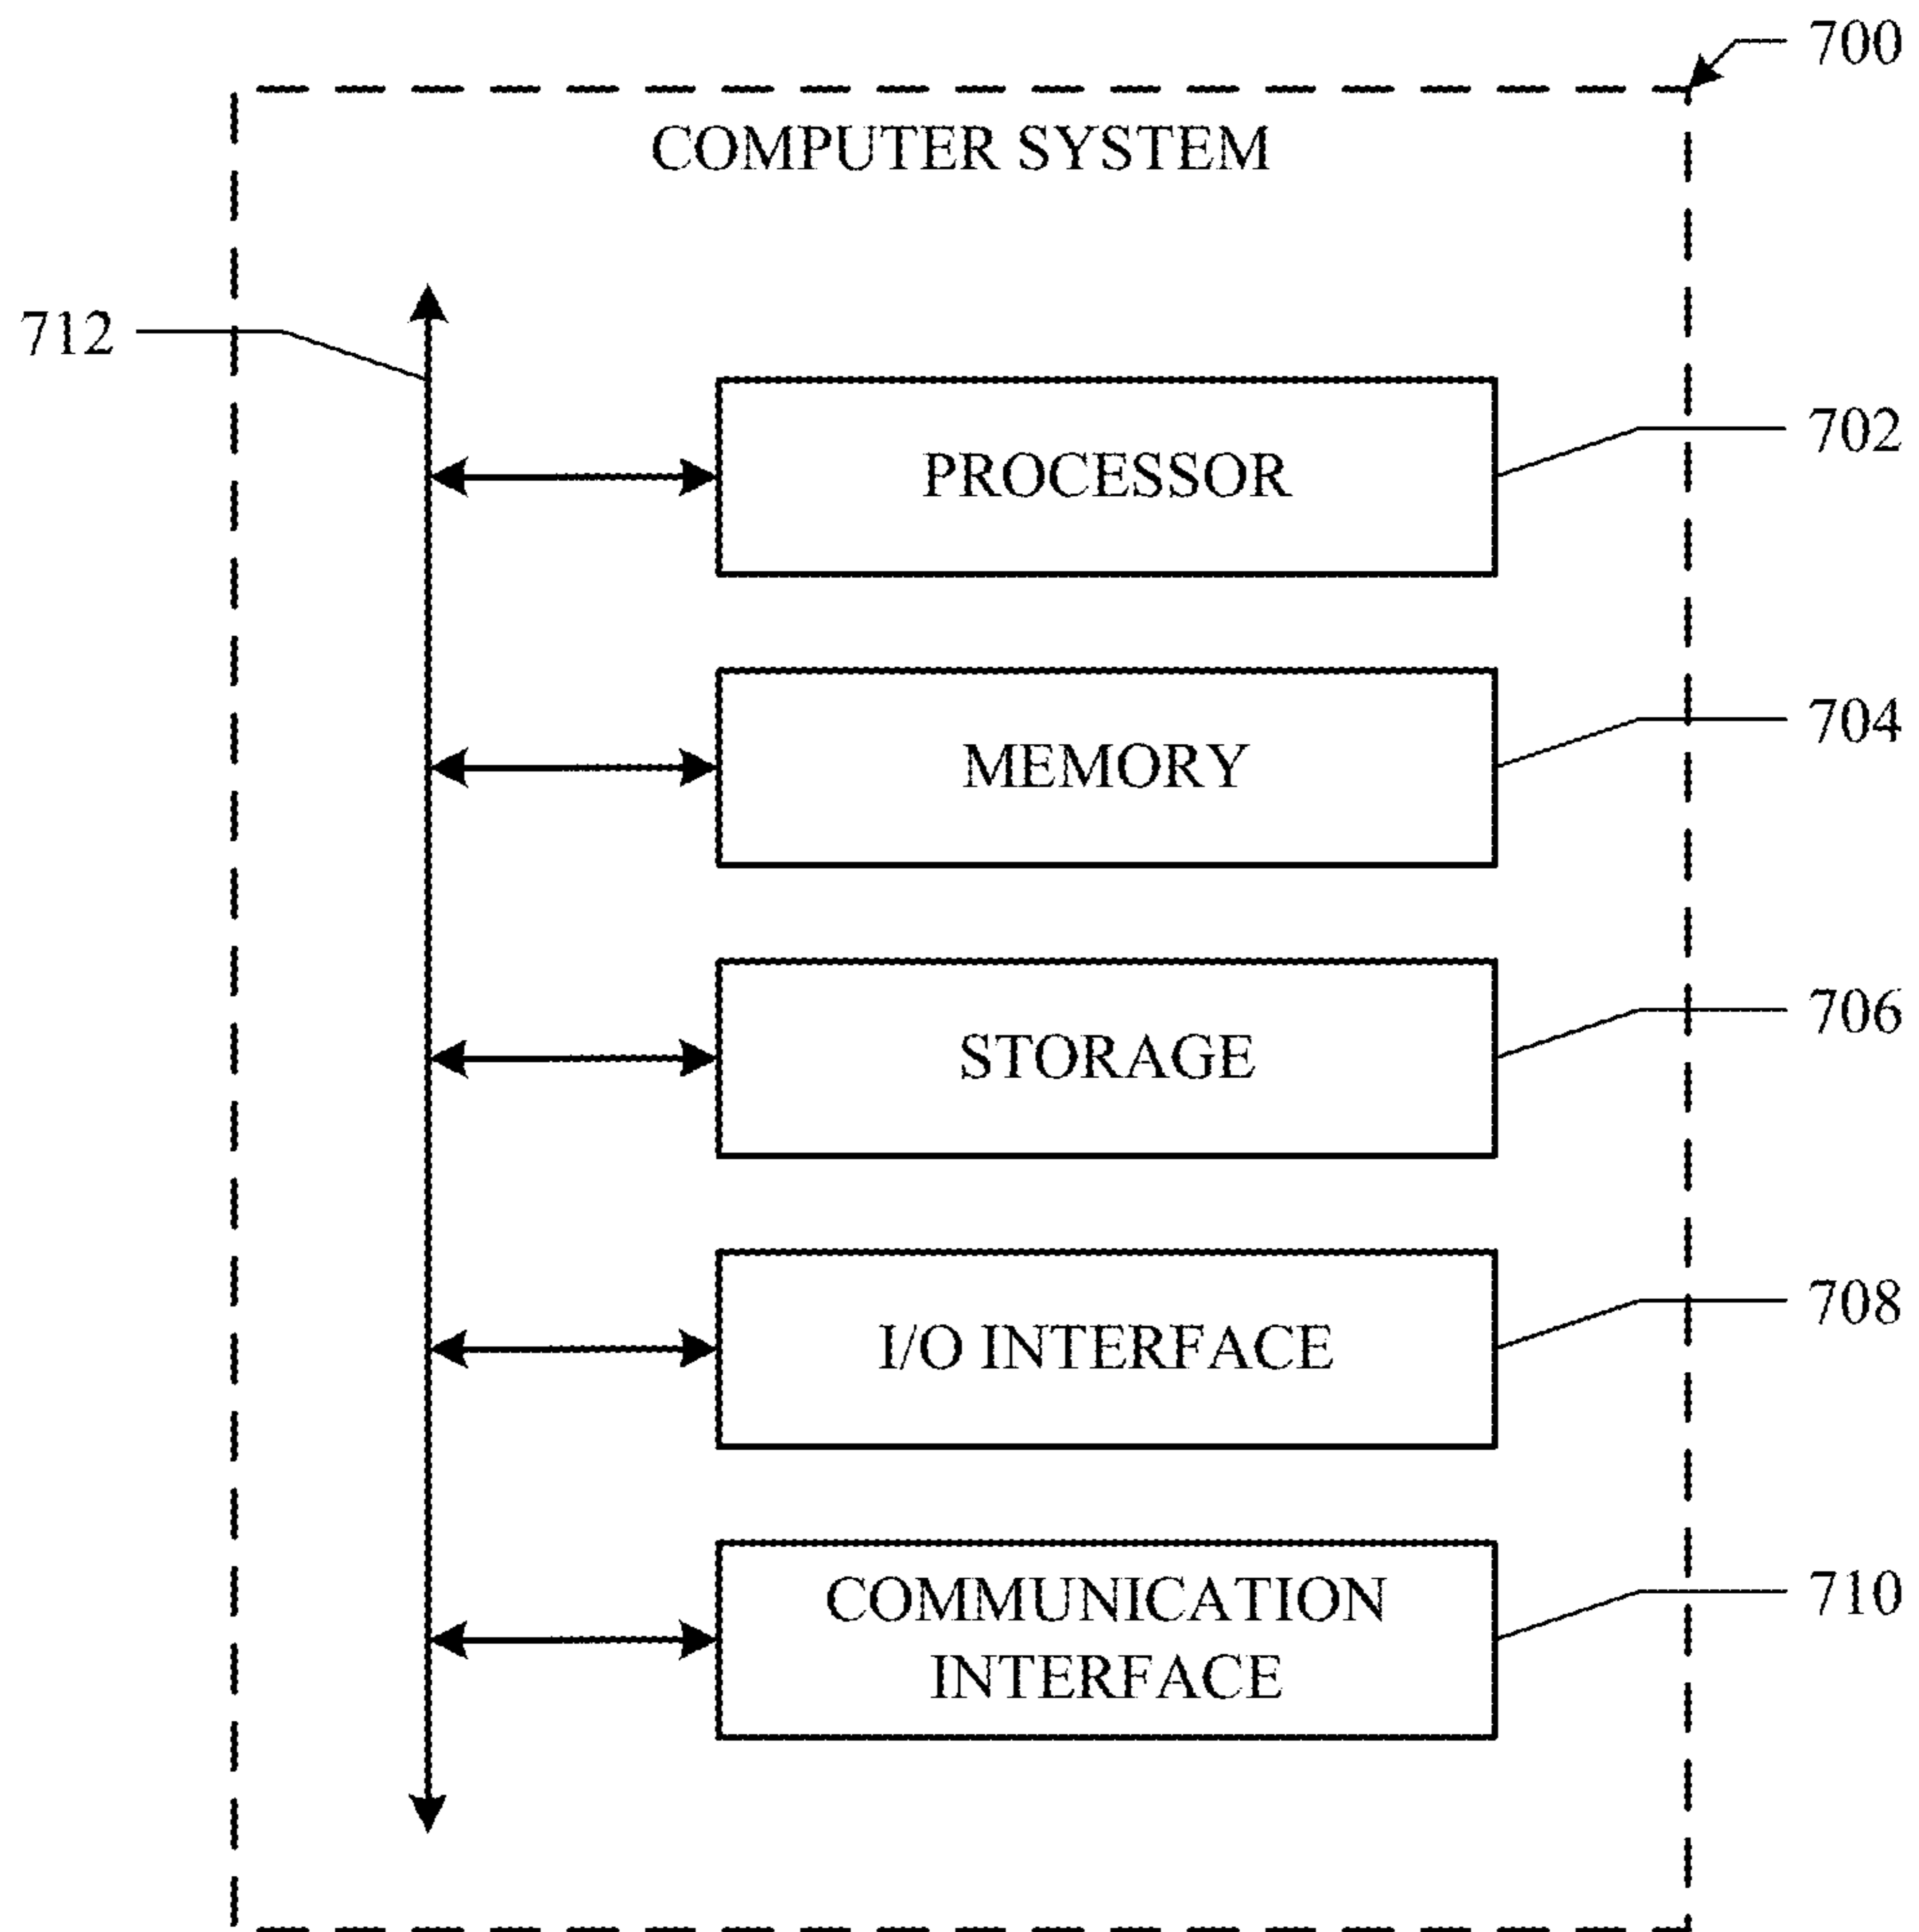 700
COMPUTER SYSTEM
712
PROCESSOR
702
MEMORY
704
STORAGE
706
I/O INTERFACE
708
COMMUNICATION
INTERFACE
710